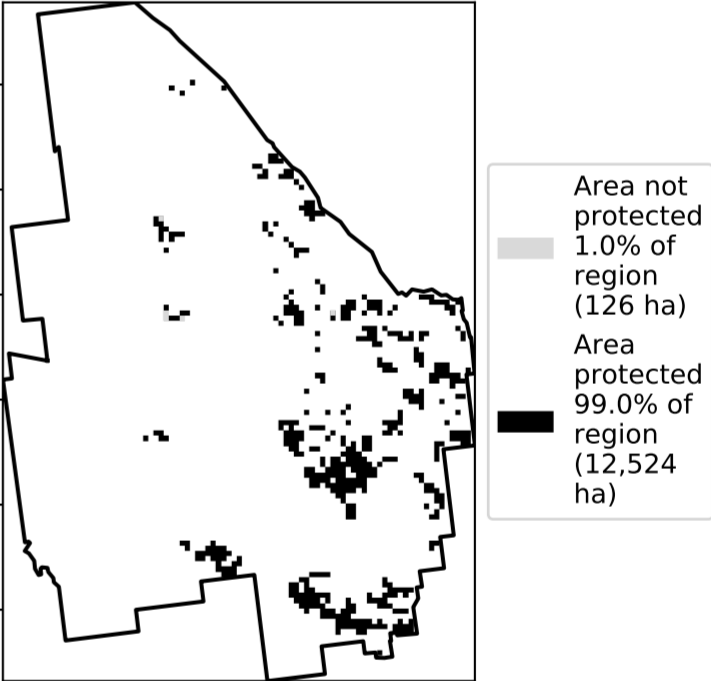 Area not
protected
1.0% of
region
(126 ha)
Area
protected
99.0% of
region
(12,524
ha)